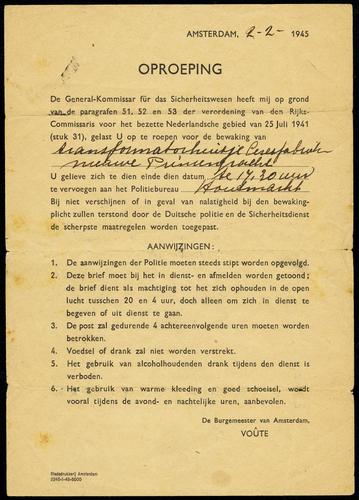 AMSTERDAM, 2-2- 1945
OPROEPING
De General-Kommissar für das Sicherheitswesen heeft mij op grond
van de paragrafen 51, 52 en 53 der verordening van den Rijks-
Commissaris voor het bezette Nederlandsche gebied van 25 Juli 1941
(stuk 31), gelast U op te roepen voor de bewaking van
transformatorhuisje Ceresfabriek
nieuwe Prinsengracht
U gelieve zich te dien einde dien datum, te 17,30 uur
te vervoegen aan het Politiebureau Houtmarkt
Bij niet verschijnen of in geval van nalatigheid bij den bewaking-
plicht zullen terstond door de Duitsche politie en de Sicherheitsdienst
de scherpste maatregelen worden toegepast.
AANWIJZINGEN:
1. De aanwijzingen der Politie moeten steeds stipt worden opgevolgd.
2. Deze brief moet bij het in dienst- en afmelden worden getoond;
de brief dient als machtiging tot het zich ophouden in de open
lucht tusschen 20 en 4 uur, doch alleen om zich in dienst te
begeven of uit dienst te gaan.
3. De post zal gedurende 4 achtereenvolgende uren moeten worden
betrokken.
4. Voedsel of drank zal niet worden verstrekt.
5. Het gebruik van alcoholhoudenden drank tijdens den dienst is
verboden.
6. Het gebruik van warme kleeding en goed schoeisel, wordt
vooral tijdens de avond- en nachtelijke uren, aanbevolen.
De Burgemeester van Amsterdam,
VOÛTE
Stadsdrukkerij Amsterdam
2245-1-45-5000